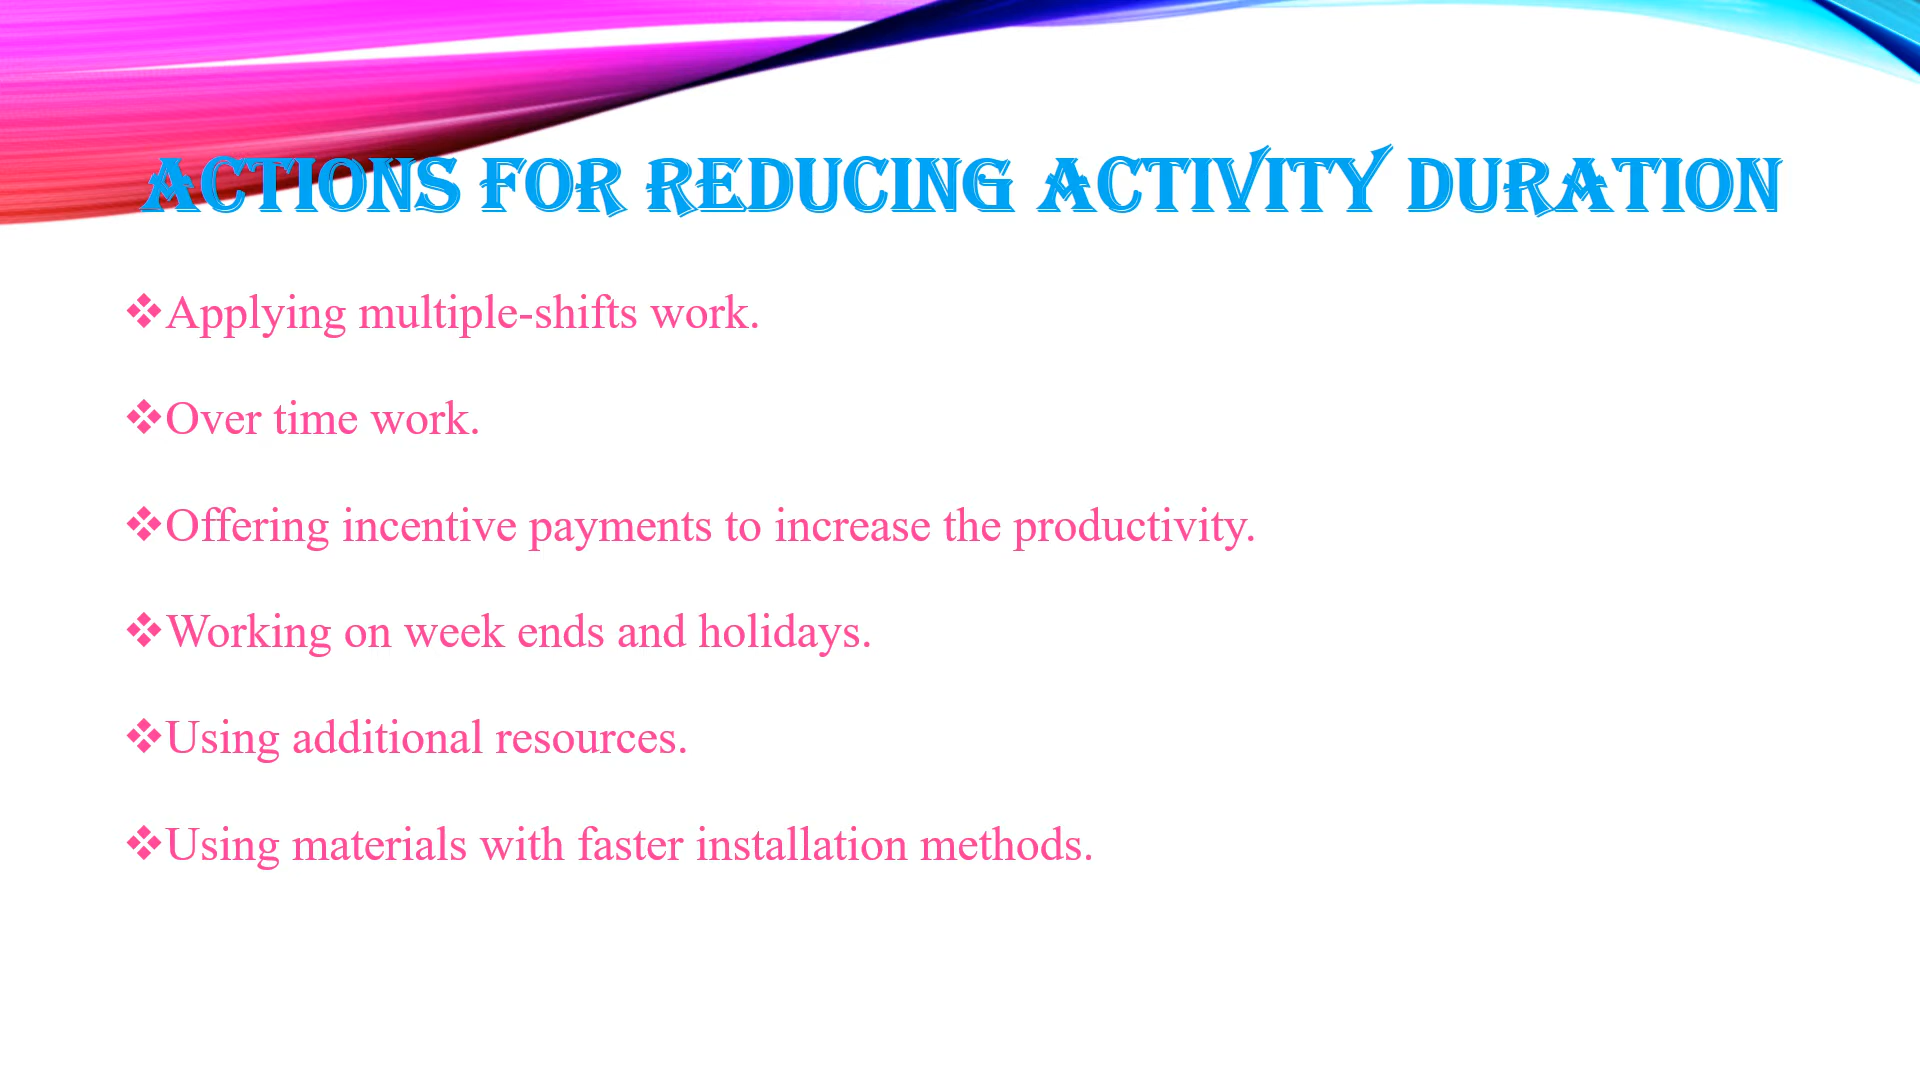 ACTIONS FOR REDUCING ACTIVITY DURATION
❖Applying multiple-shifts work.
❖Over time work.
❖Offering incentive payments to increase the productivity.
❖Working on week ends and holidays.
❖Using additional resources.
❖Using materials with faster installation methods.